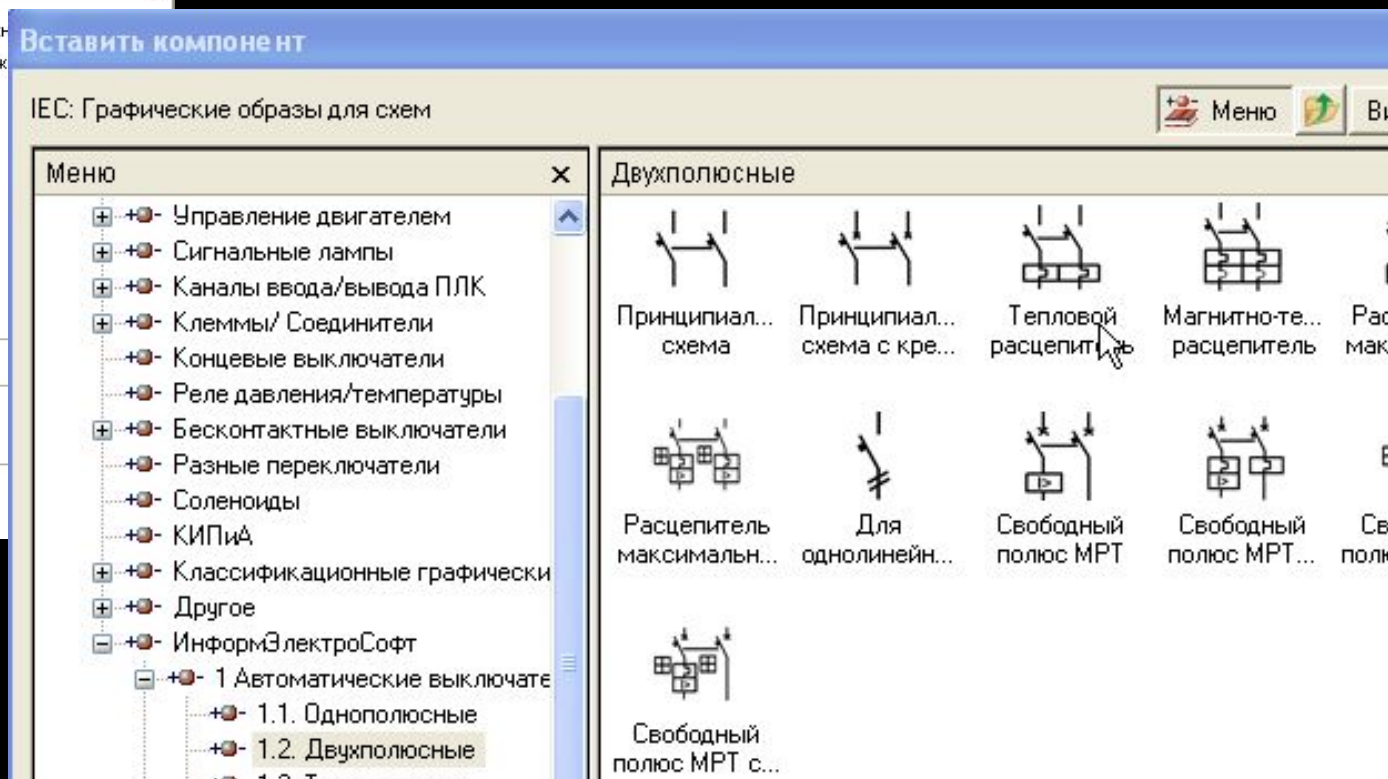 Вставить компонент
IEC: Графические образы для схем
Меню
Меню
Управление двигателем
Сигнальные лампы
Каналы ввода/вывода ПЛК
Клеммы/ Соединители
Концевые выключатели
Реле давления/температуры
Бесконтактные выключатели
Разные переключатели
Соленоиды
КИПиА
Классификационные графически
Другое
ИнформЭлектроСофт
1 Автоматические выключате
1.1. Однополюсные
1.2. Двухполюсные
Двухполюсные
Принципиал...
схема
Принципиал...
схема с кре...
Тепловой
расцепитель
Магнитно-те...
расцепитель
Расцепитель
максимальн...
Для
однолинейн...
Свободный
полюс МРТ
Свободный
полюс МРТ...
Свободный
полюс МРТ с...